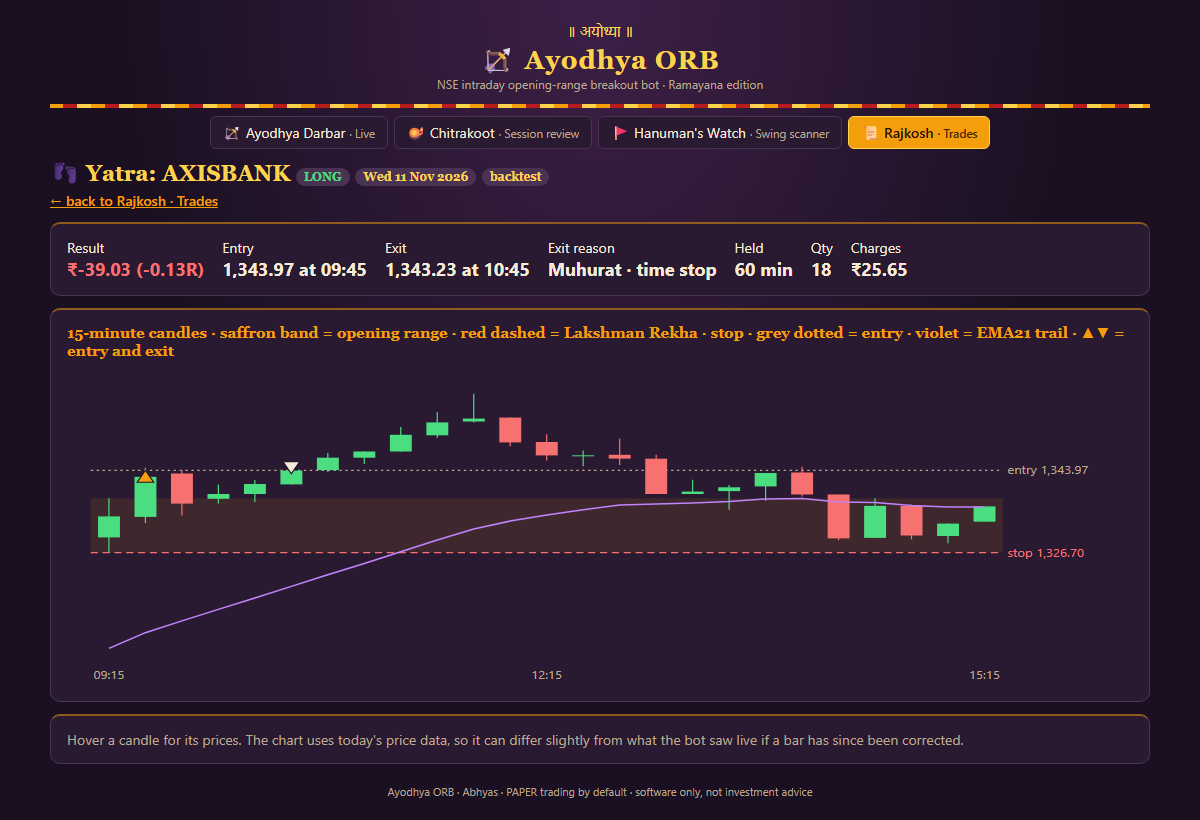 ॥ अयोध्या ॥
Ayodhya ORB
NSE intraday opening-range breakout bot · Ramayana edition
Ayodhya Darbar · Live
Chitrakoot · Session review
Hanuman's Watch · Swing scanner
Rajkosh · Trades
Yatra: AXISBANK LONG Wed 11 Nov 2026 backtest
← back to Rajkosh · Trades
Result Entry Exit Exit reason Held Qty Charges
₹-39.03 (-0.13R) 1,343.97 at 09:45 1,343.23 at 10:45 Muhurat · time stop 60 min 18 ₹25.65
15-minute candles · saffron band = opening range · red dashed = Lakshman Rekha · stop · grey dotted = entry · violet = EMA21 trail · ▲▼ =
entry and exit
entry 1,343.97
stop 1,326.70
09:15 12:15 15:15
Hover a candle for its prices. The chart uses today's price data, so it can differ slightly from what the bot saw live if a bar has since been corrected.
Ayodhya ORB · Abhyas · PAPER trading by default · software only, not investment advice